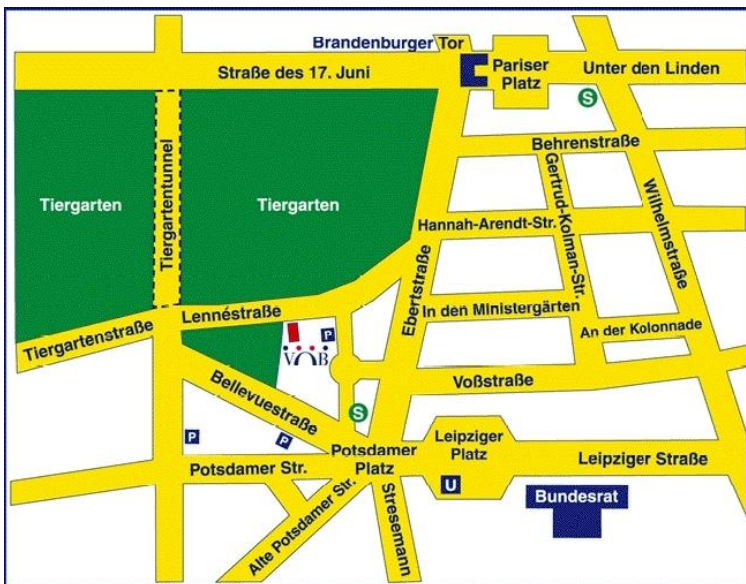 Brandenburger Tor
Straße des 17. Juni
Pariser
Platz
Unter den Linden
S
Behrenstraße
Tiergarten
Tiergartentunnel
Tiergarten
Gertrud-Kolman-Str.
Wilhelmstraße
Hannah-Arendt-Str.
Ebertstraße
Lennéstraße
In den Ministergärten
Tiergartenstraße
An der Kolonnade
P
VÖB
Bellevuestraße
Voßstraße
S
P
P
Potsdamer
Platz
Leipziger
Platz
Leipziger Straße
Potsdamer Str.
U
Bundesrat
Alte Potsdamer Str.
Stresemann